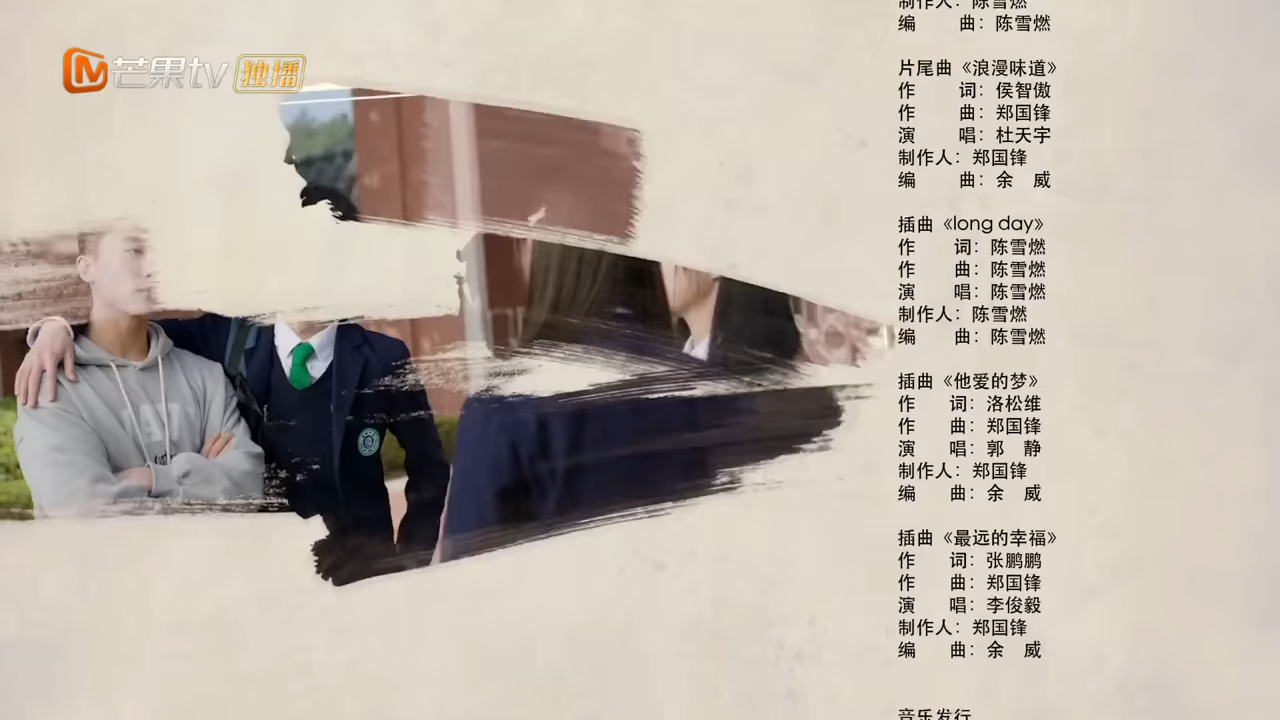 芒果tv 独播
制作人：陈雪燃
编 曲：陈雪燃
片尾曲《浪漫味道》
作 词：侯智傲
作 曲：郑国锋
演 唱：杜天宇
制作人：郑国锋
编 曲：余 威
插曲《long day》
作 词：陈雪燃
作 曲：陈雪燃
演 唱：陈雪燃
制作人：陈雪燃
编 曲：陈雪燃
插曲《他爱的梦》
作 词：洛松维
作 曲：郑国锋
演 唱：郭 静
制作人：郑国锋
编 曲：余 威
插曲《最远的幸福》
作 词：张鹏鹏
作 曲：郑国锋
演 唱：李俊毅
制作人：郑国锋
编 曲：余 威
音乐发行